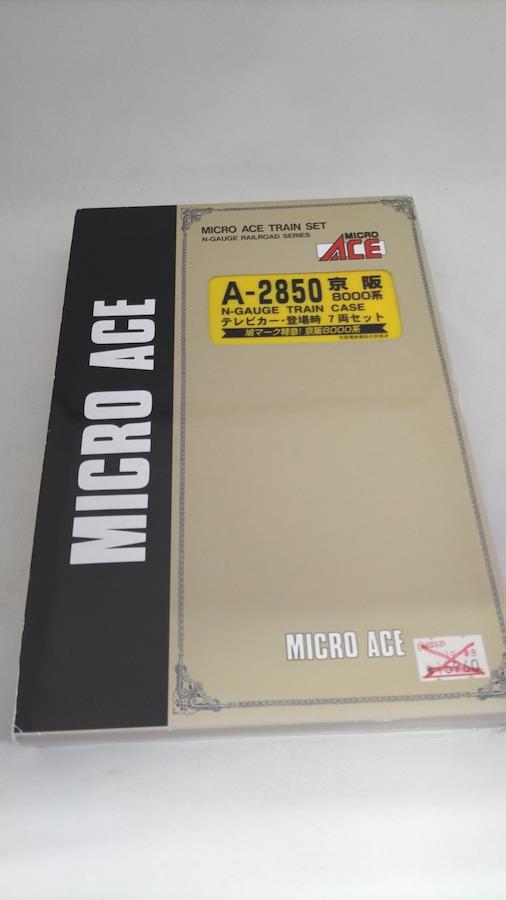 MICRO ACE TRAIN SET
N-GAUGE RAILROAD SERIES
MICRO
ACE
A-2850 京阪
8000系
N-GAUGE TRAIN CASE
テレビカー・登場時 7両セット
鳩マーク特急!京阪8000系
MICRO ACE
MICRO ACE